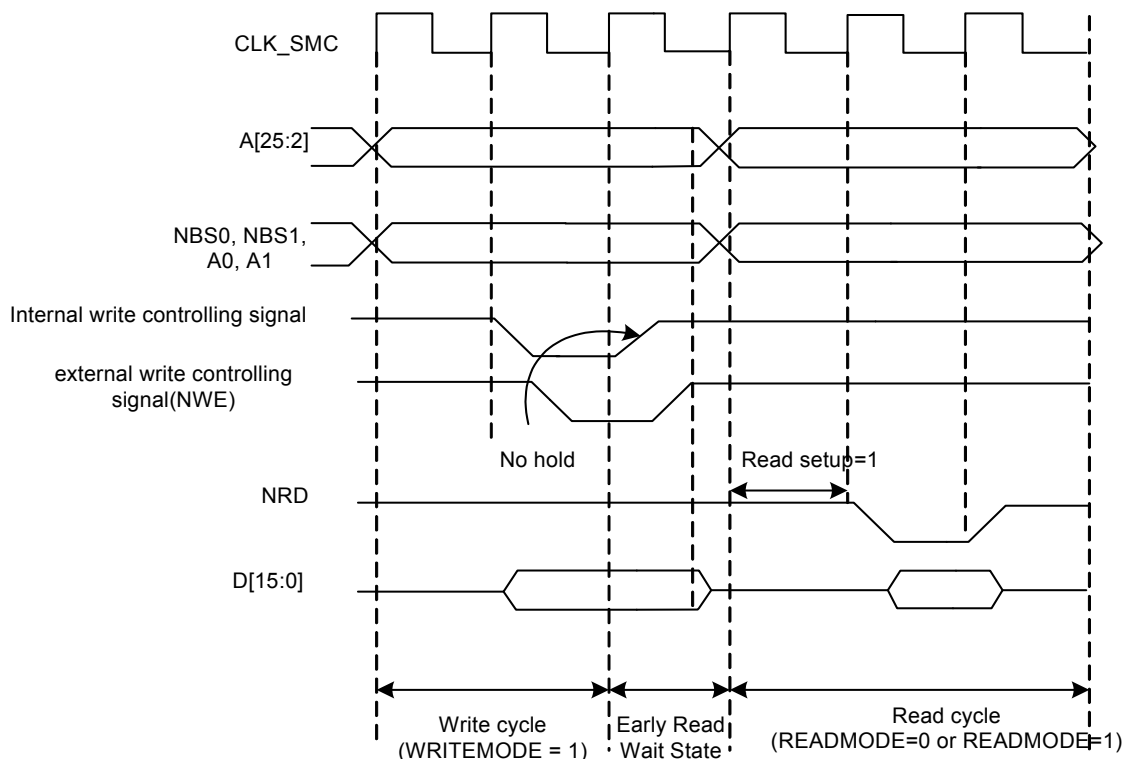 CLK_SMC
A[25:2]
NBS0, NBS1,
A0, A1
Internal write controlling signal
external write controlling
signal(NWE)
No hold
Read setup=1
NRD
D[15:0]
Write cycle
(WRITEMODE = 1)
Early Read
Wait State
Read cycle
(READMODE=0 or READMODE=1)